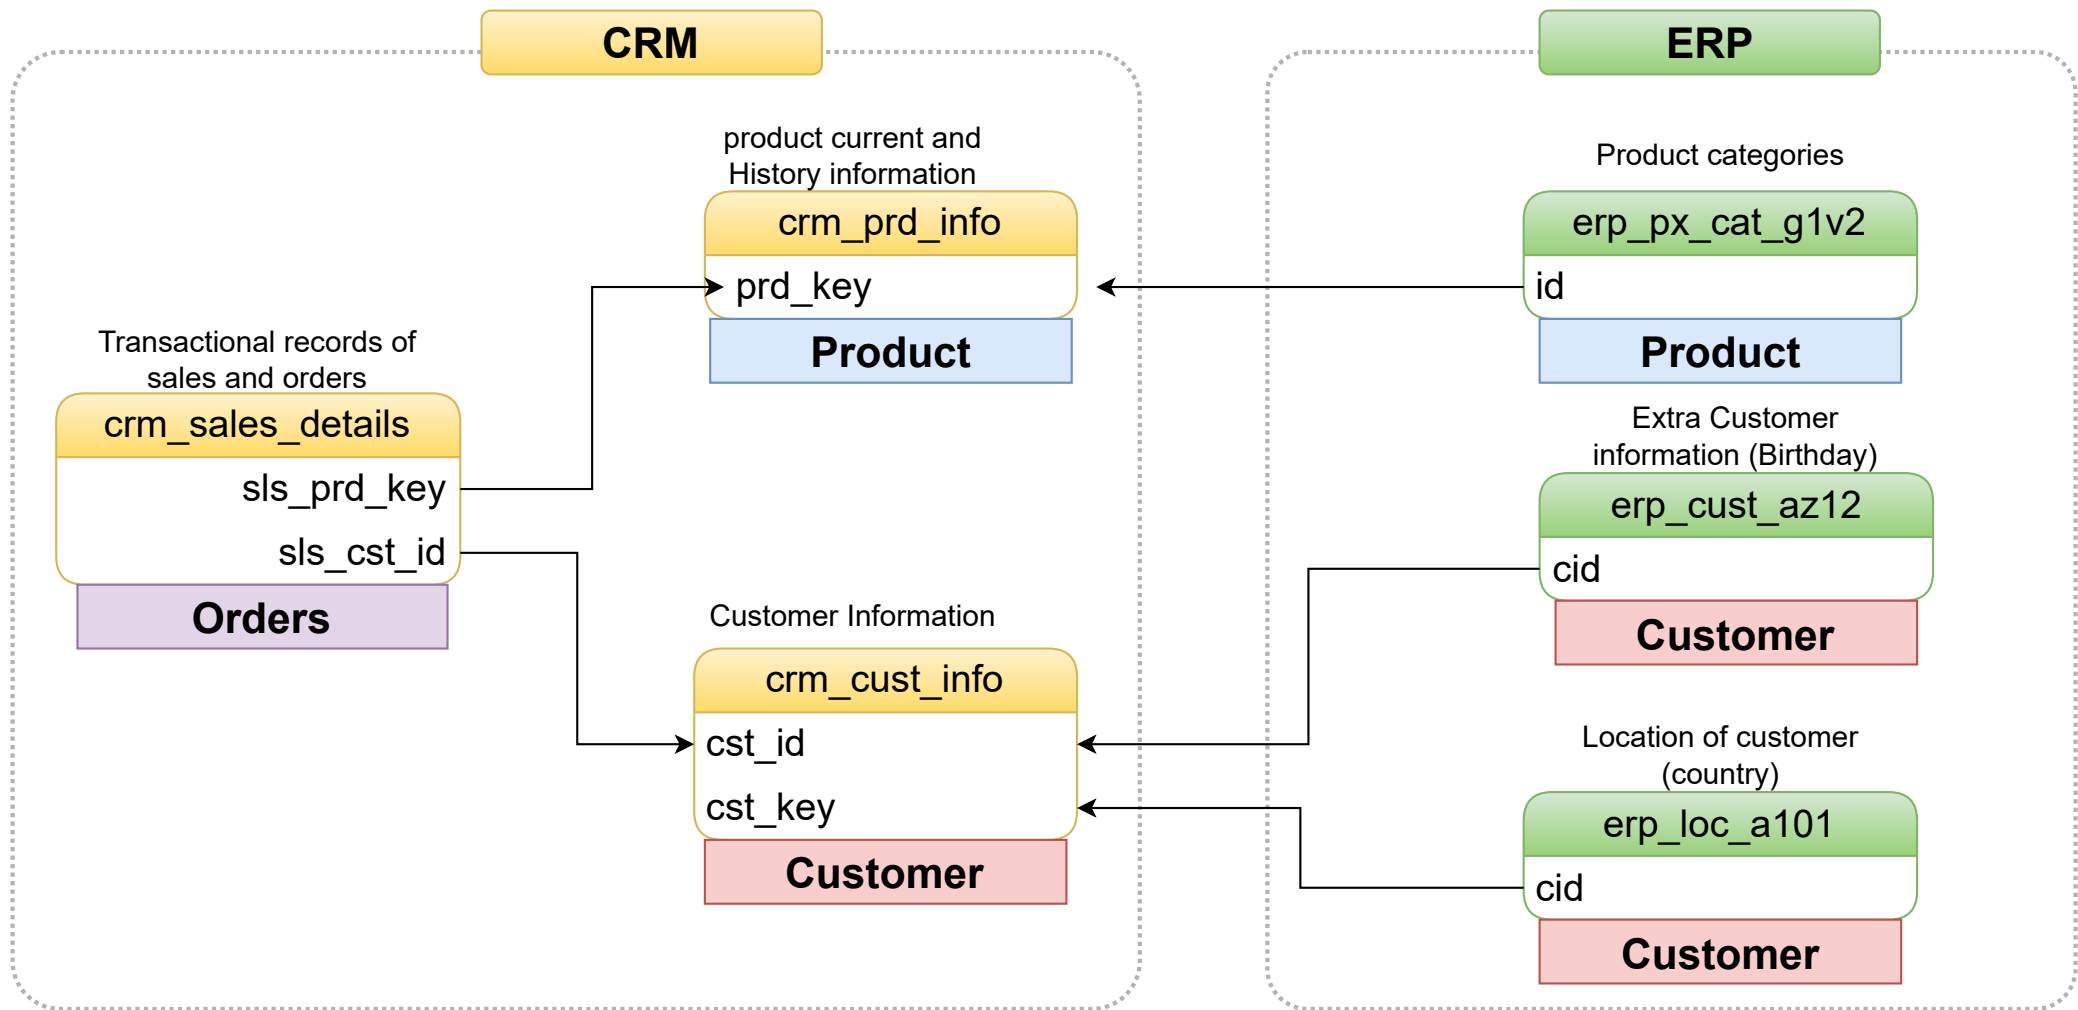 CRM
product current and
History information
crm_prd_info
prd_key
Product
Transactional records of
sales and orders
crm_sales_details
sls_prd_key
sls_cst_id
Orders
Customer Information
crm_cust_info
cst_id
cst_key
Customer
ERP
Product categories
erp_px_cat_g1v2
id
Product
Extra Customer
information (Birthday)
erp_cust_az12
cid
Customer
Location of customer
(country)
erp_loc_a101
cid
Customer